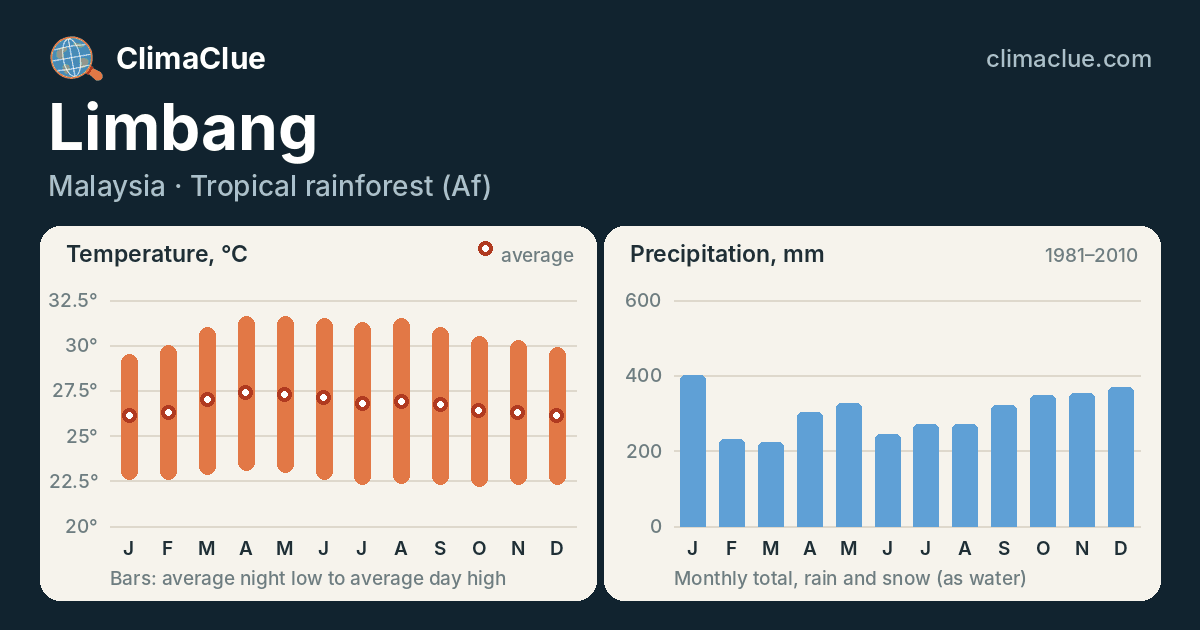 ClimaClue
climaclue.com
Limbang
Malaysia · Tropical rainforest (Af)
Temperature, °C
average
32.5°
30°
27.5°
25°
22.5°
20°
J F M A M J J A S O N D
Bars: average night low to average day high
Precipitation, mm
1981–2010
600
400
200
0
J F M A M J J A S O N D
Monthly total, rain and snow (as water)